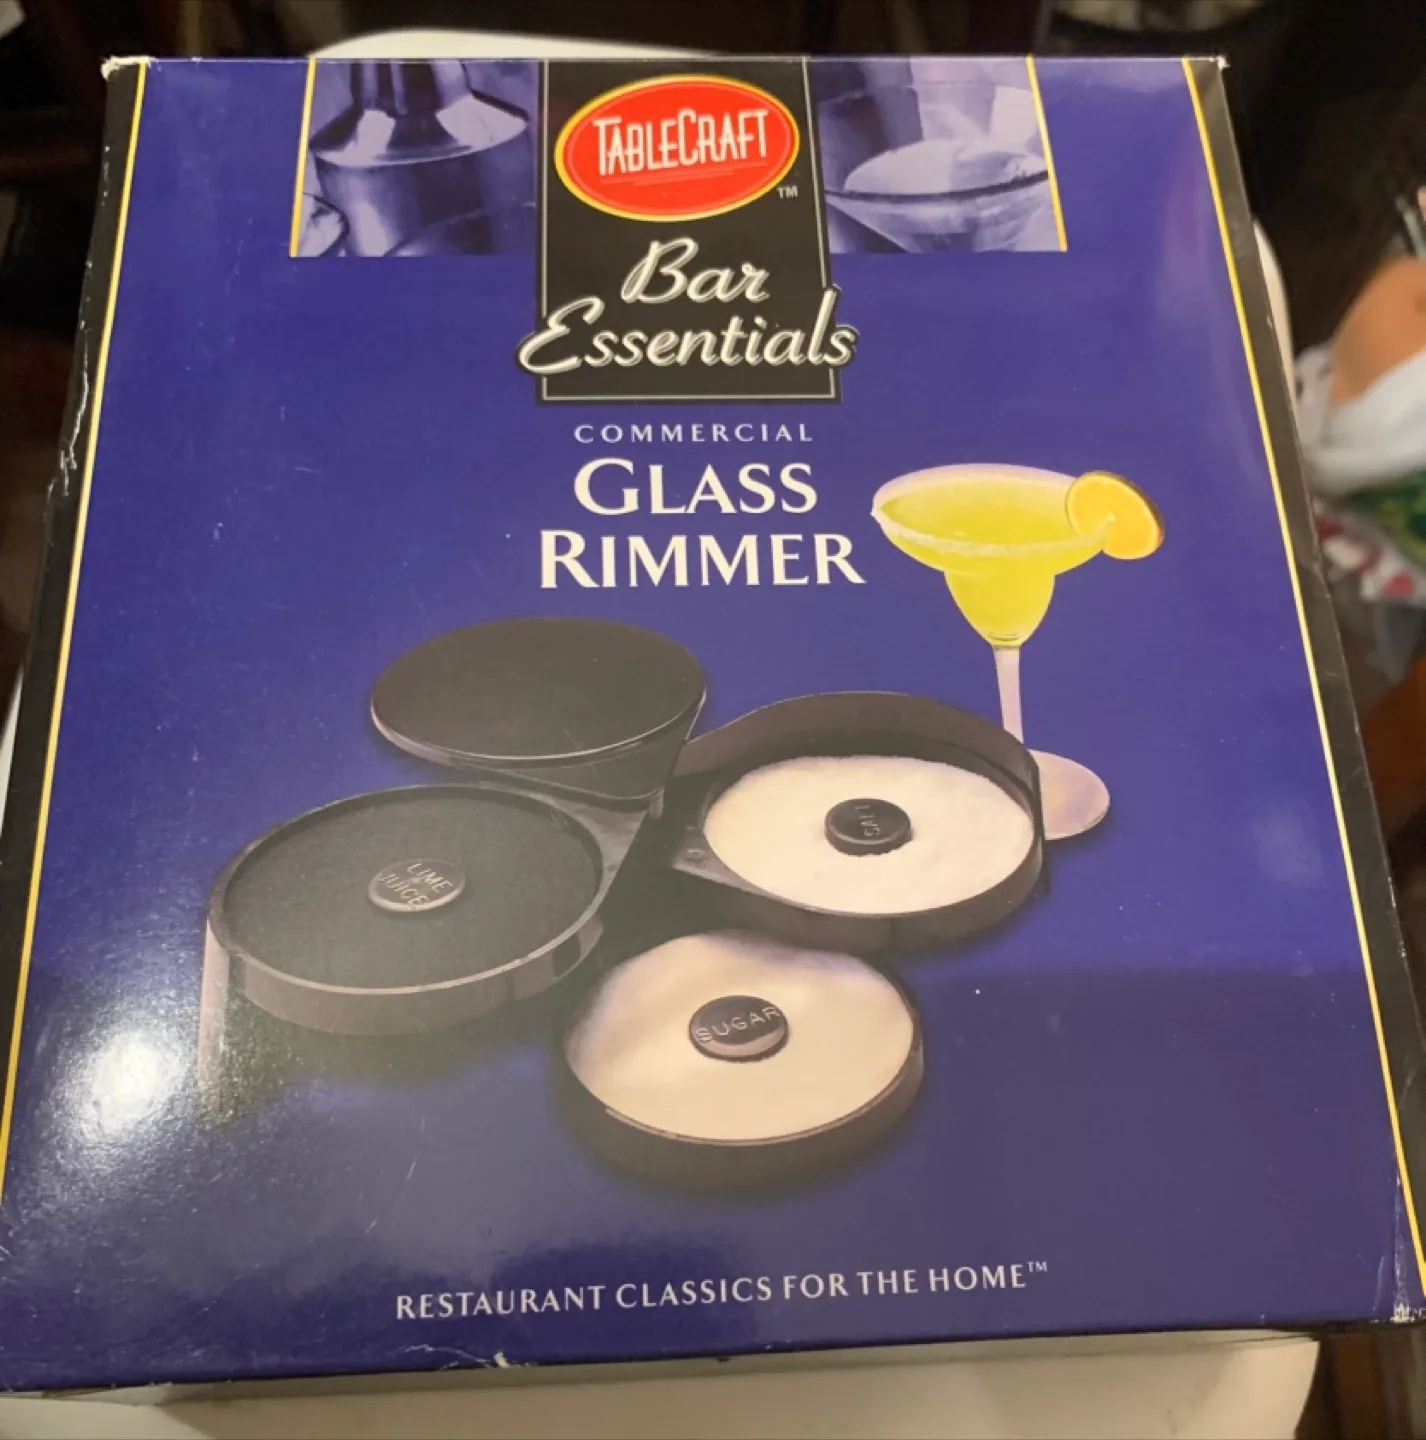 TABLECRAFT
TM
Bar
Essentials
COMMERCIAL
GLASS
RIMMER
LIME
JUICE
SALT
SUGAR
RESTAURANT CLASSICS FOR THE HOME™